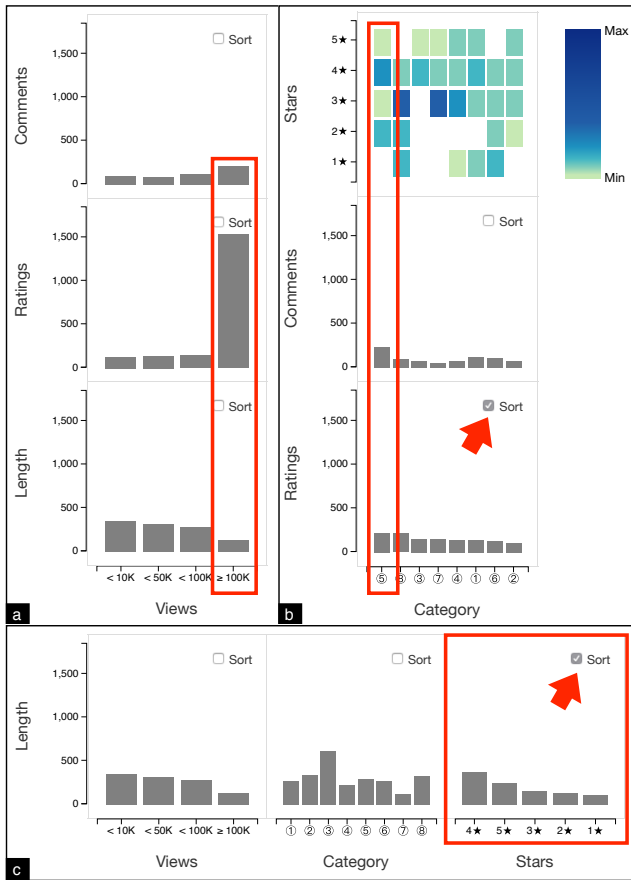 Sort
1,500
1,000
500
0
Comments
Sort
1,500
1,000
500
0
Ratings
Sort
1,500
1,000
500
0
Length
< 10K < 50K < 100K ≥ 100K
Views
a
5★
4★
3★
2★
1★
Stars
Max
Min
Sort
1,500
1,000
500
0
Comments
Sort
1,500
1,000
500
0
Ratings
⑤ ⑧ ③ ⑦ ④ ① ⑥ ②
Category
b
Sort
Sort
Sort
1,500
1,000
500
0
Length
< 10K < 50K < 100K ≥ 100K
① ② ③ ④ ⑤ ⑥ ⑦ ⑧
4★ 5★ 3★ 2★ 1★
Views
Category
Stars
c